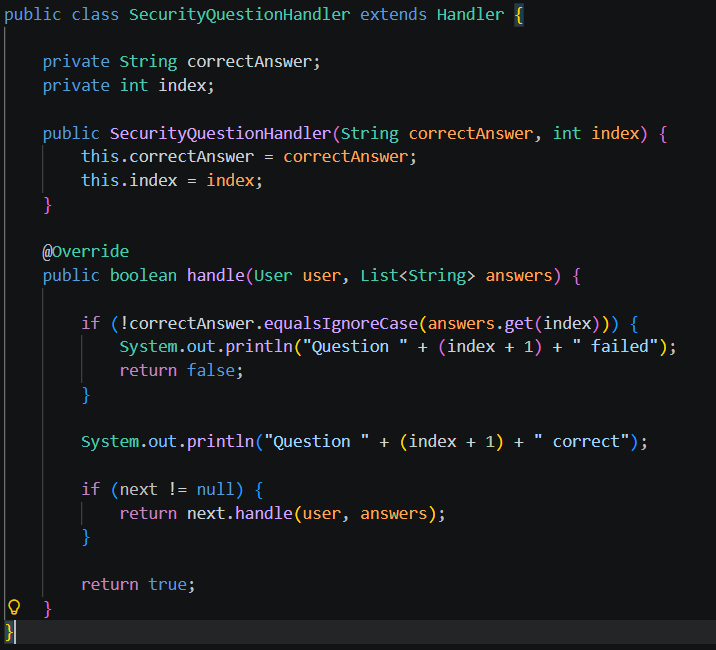 public class SecurityQuestionHandler extends Handler {
private String correctAnswer;
private int index;
public SecurityQuestionHandler(String correctAnswer, int index) {
this.correctAnswer = correctAnswer;
this.index = index;
}
@Override
public boolean handle(User user, List<String> answers) {
if (!correctAnswer.equalsIgnoreCase(answers.get(index))) {
System.out.println("Question " + (index + 1) + " failed");
return false;
}
System.out.println("Question " + (index + 1) + " correct");
if (next != null) {
return next.handle(user, answers);
}
return true;
}
}